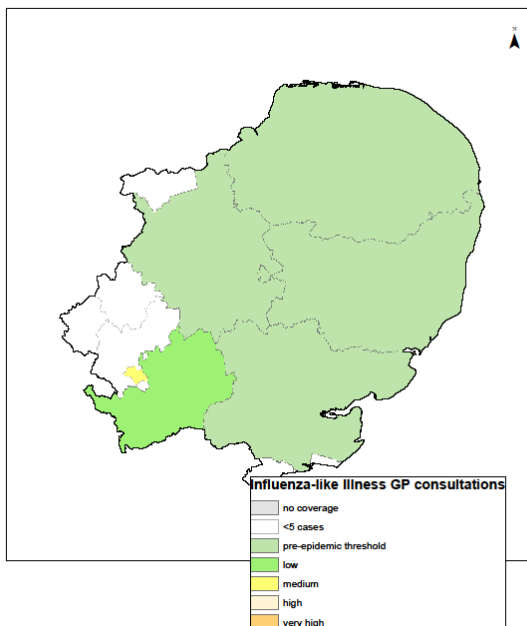 Influenza-like Illness GP consultations
no coverage
<5 cases
pre-epidemic threshold
low
medium
high
very high